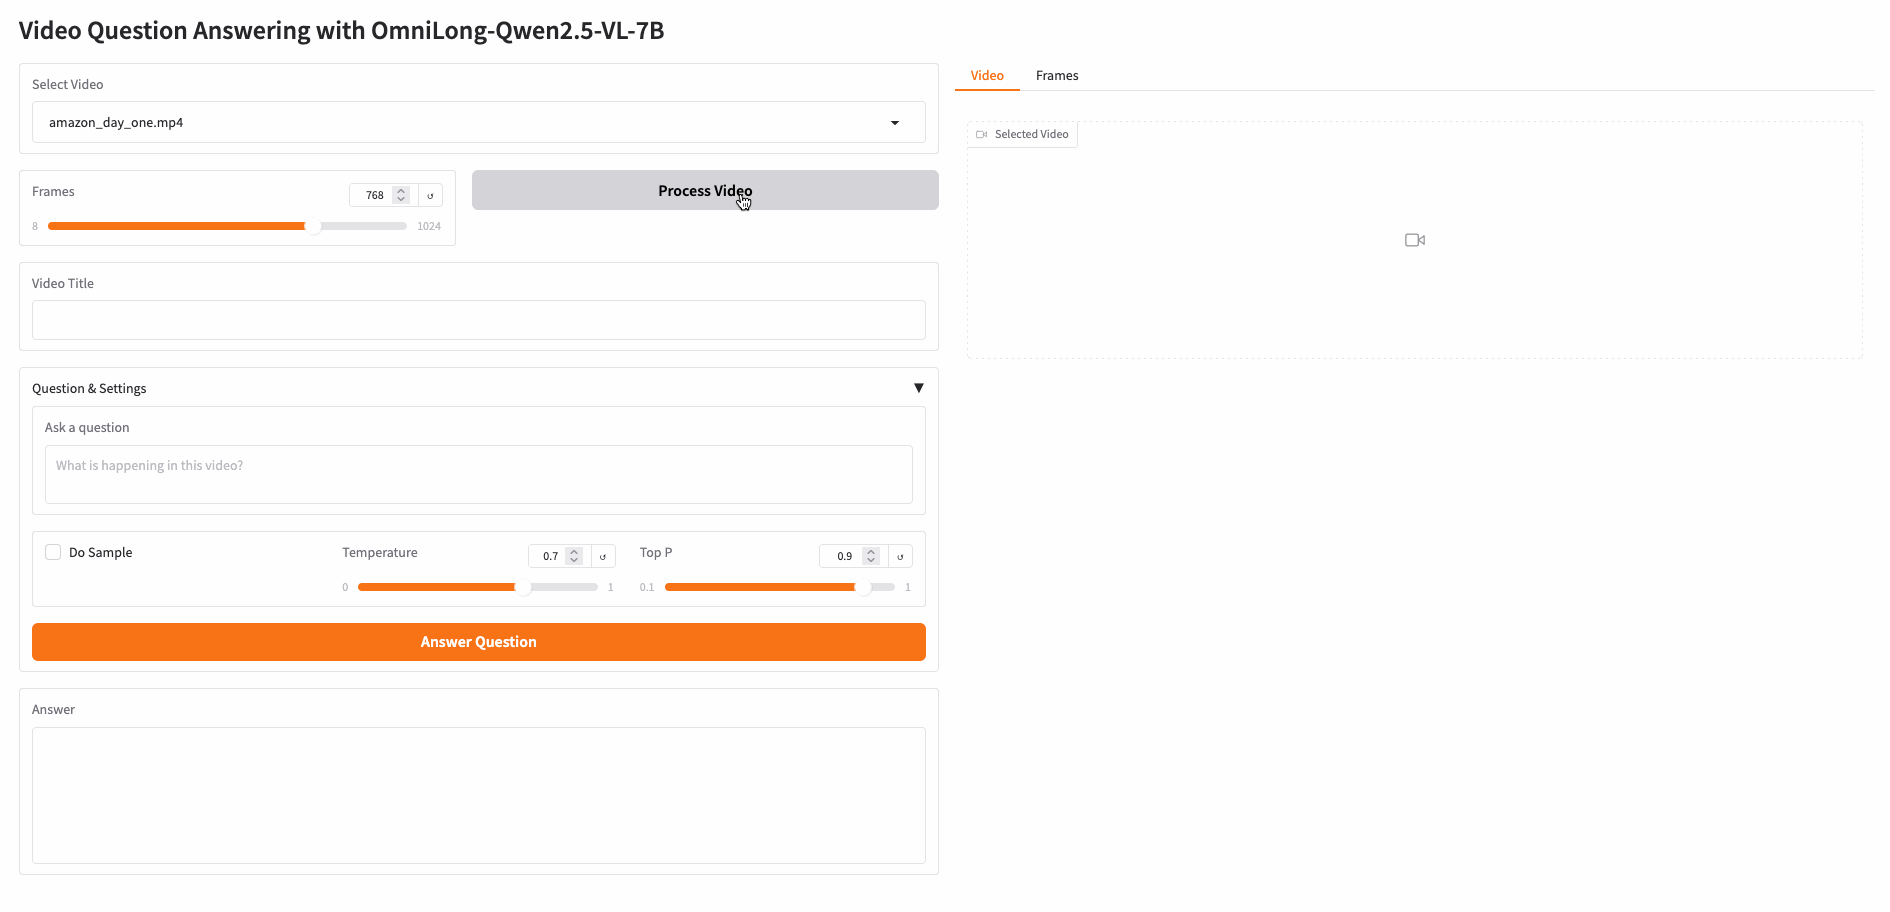 Video Question Answering with OmniLong-Qwen2.5-VL-7B
Select Video
amazon_day_one.mp4
Frames
768
8
1024
Process Video
Video Title
Question & Settings
Ask a question
What is happening in this video?
Do Sample
Temperature
0.7
0
1
Top P
0.9
0.1
1
Answer Question
Answer
Video
Frames
Selected Video